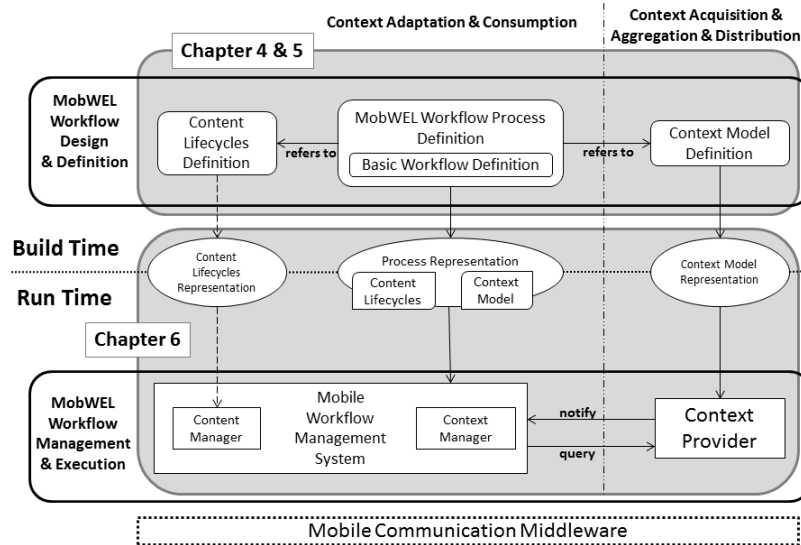 Context Adaptation & Consumption
Context Acquisition &
Aggregation & Distribution
Chapter 4 & 5
MobWEL
Workflow
Design
& Definition
Content
Lifecycles
Definition
refers to
MobWEL Workflow Process
Definition
Basic Workflow Definition
refers to
Context Model
Definition
Build Time
Run Time
Content
Lifecycles
Representation
Process Representation
Content
Lifecycles
Context
Model
Context Model
Representation
Chapter 6
MobWEL
Workflow
Management
& Execution
Content
Manager
Mobile
Workflow
Management
System
Context
Manager
notify
query
Context
Provider
Mobile Communication Middleware